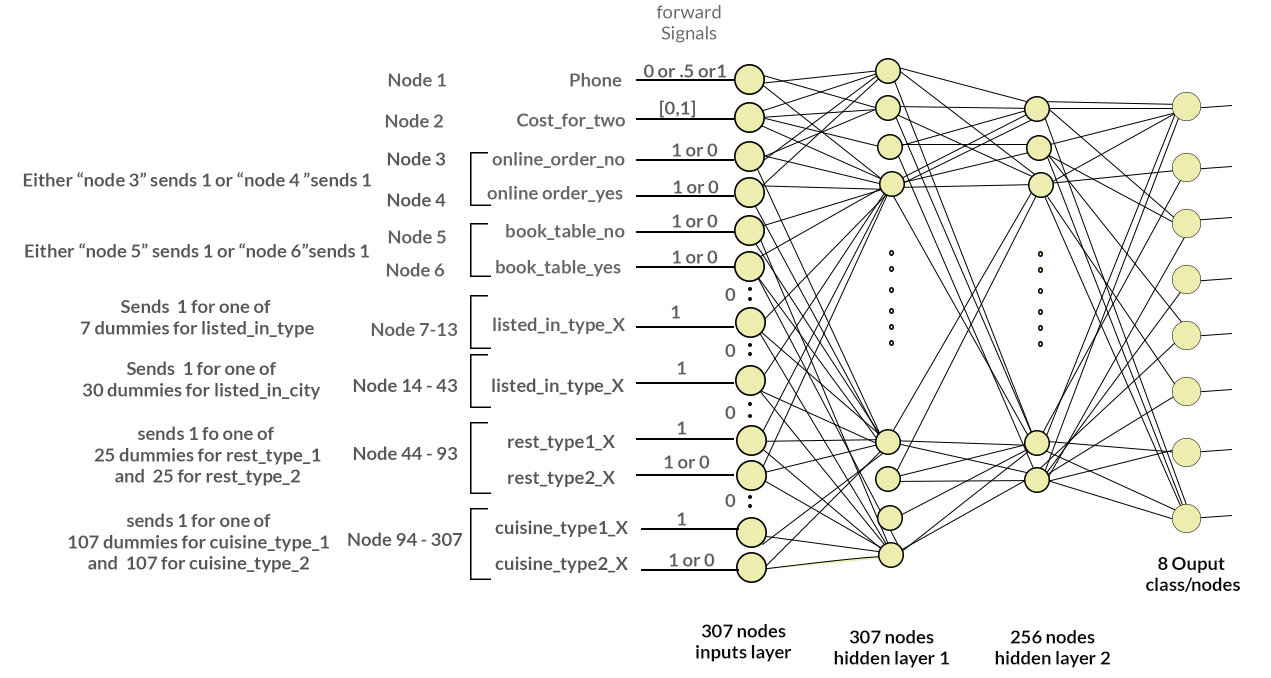 forward
Signals
Node 1
Phone
0 or .5 or1
Node 2
Cost_for_two
[0,1]
Node 3
online_order_no
1 or 0
Either “node 3” sends 1 or “node 4 ”sends 1
Node 4
online order_yes
1 or 0
Node 5
book_table_no
1 or 0
Either “node 5” sends 1 or “node 6”sends 1
Node 6
book_table_yes
1 or 0
0
Sends 1 for one of
7 dummies for listed_in_type
Node 7-13
listed_in_type_X
1
0
Sends 1 for one of
30 dummies for listed_in_city
Node 14 - 43
listed_in_type_X
1
0
sends 1 fo one of
25 dummies for rest_type_1
and 25 for rest_type_2
Node 44 - 93
rest_type1_X
1
rest_type2_X
1 or 0
0
sends 1 for one of
107 dummies for cuisine_type_1
and 107 for cuisine_type_2
Node 94 - 307
cuisine_type1_X
1
cuisine_type2_X
1 or 0
8 Ouput
class/nodes
307 nodes
inputs layer
307 nodes
hidden layer 1
256 nodes
hidden layer 2